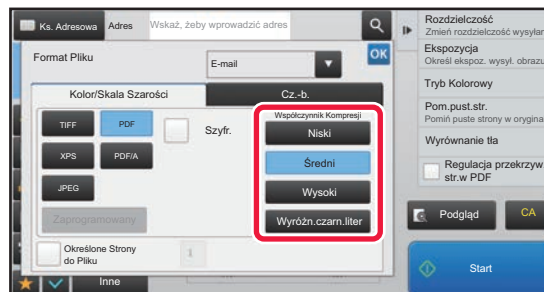 Ks. Adresowa
Adres
Wskaż, żeby wprowadzić adres
Format Pliku
E-mail
OK
Kolor/Skala Szarości
Cz.-b.
TIFF
PDF
Szyfr.
XPS
PDF/A
JPEG
Zaprogramowany
Współczynnik Kompresji
Niski
Średni
Wysoki
Wyróżn.czarn.liter
Określone Strony
do Pliku
1
Inne
Rozdzielczość
Zmień rozdzielczość wysyłan
Ekspozycja
Określ ekspoz. wysył. obrazu
Tryb Kolorowy
Pom.pust.str.
Pomiń puste strony w orygina
Wyrównanie tła
Regulacja przekrzyw.
str.w PDF
Podgląd
CA
Start